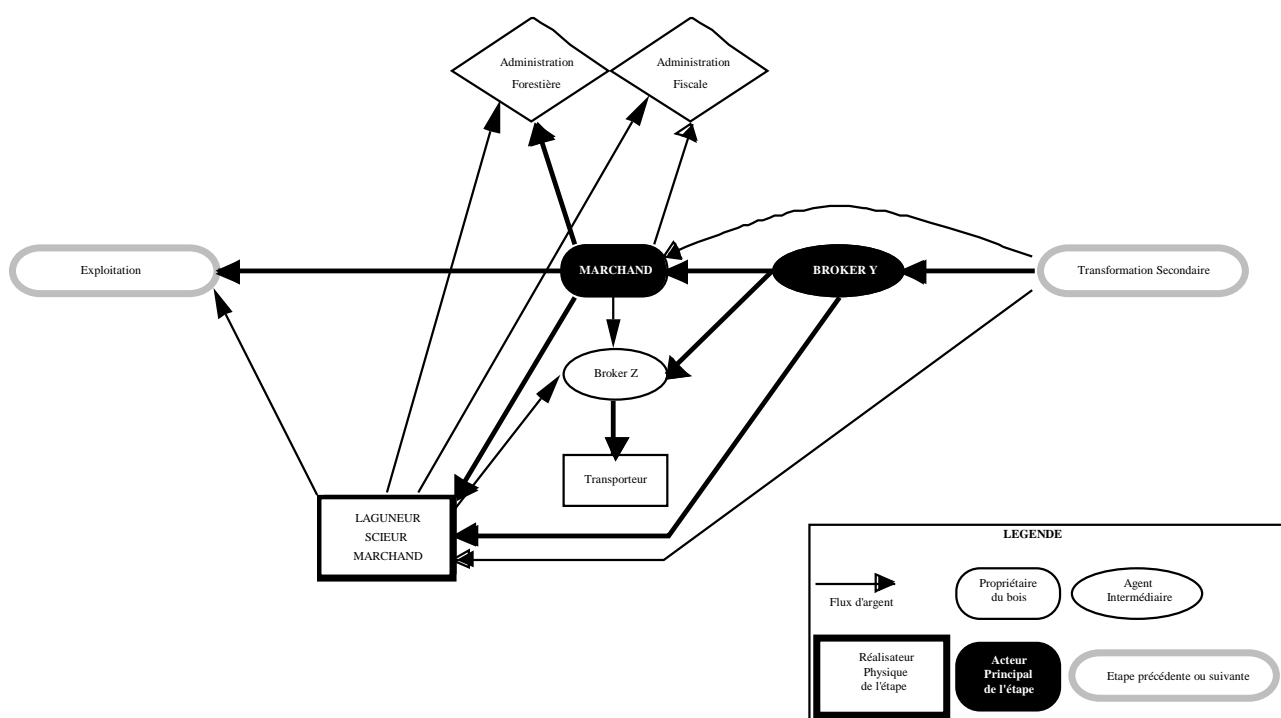 Administration
Forestière
Administration
Fiscale
Exploitation
MARCHAND
BROKER Y
Transformation Secondaire
Broker Z
Transporteur
LAGUNEUR
SCIEUR
MARCHAND
LEGENDE
Flux d'argent
Propriétaire
du bois
Agent
Intermédiaire
Réalisateur
Physique
de l'étape
Acteur
Principal
de l'étape
Etape précédente ou suivante